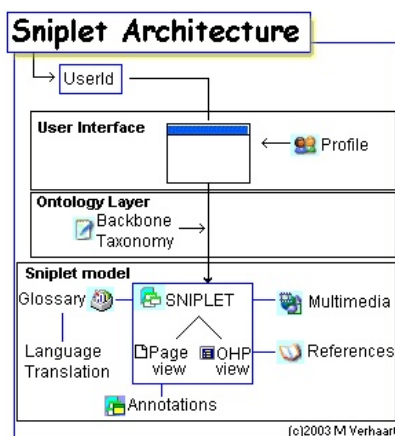 Sniplet Architecture
UserId
User Interface
Profile
Ontology Layer
Backbone
Taxonomy
Sniplet model
Glossary
SNIPLET
Multimedia
Language
Translation
Page
view
OHP
view
References
Annotations
(c)2003 M Verhaart